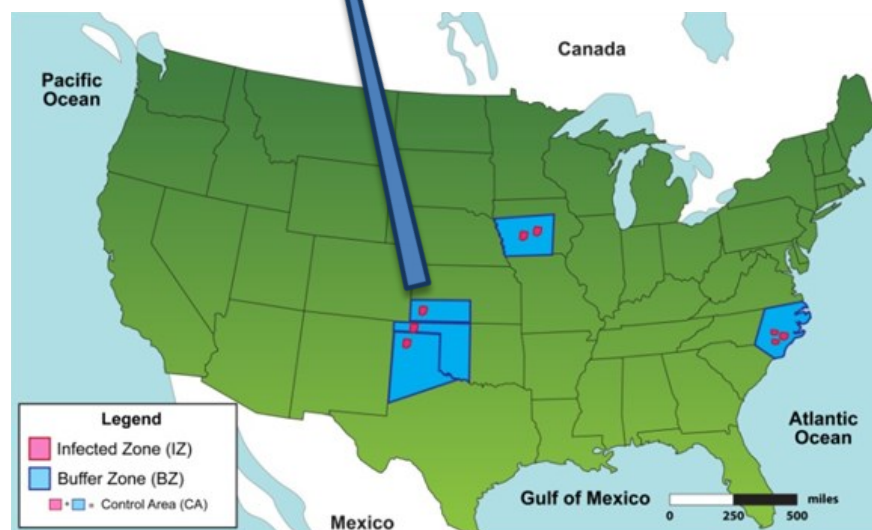 Canada
Pacific
Ocean
Legend
Infected Zone (IZ)
Buffer Zone (BZ)
+ = Control Area (CA)
Mexico
Gulf of Mexico
Atlantic
Ocean
0 250 500 miles